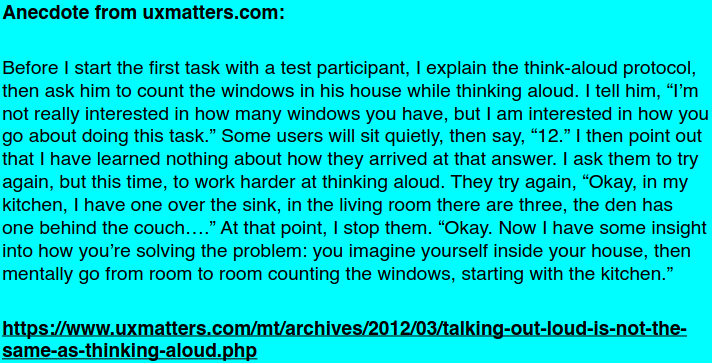 Anecdote from uxmatters.com:
Before I start the first task with a test participant, I explain the think-aloud protocol,
then ask him to count the windows in his house while thinking aloud. I tell him, “I’m
not really interested in how many windows you have, but I am interested in how you
go about doing this task.” Some users will sit quietly, then say, “12.” I then point out
that I have learned nothing about how they arrived at that answer. I ask them to try
again, but this time, to work harder at thinking aloud. They try again, “Okay, in my
kitchen, I have one over the sink, in the living room there are three, the den has
one behind the couch….” At that point, I stop them. “Okay. Now I have some insight
into how you’re solving the problem: you imagine yourself inside your house, then
mentally go from room to room counting the windows, starting with the kitchen.”
https://www.uxmatters.com/mt/archives/2012/03/talking-out-loud-is-not-the-
same-as-thinking-aloud.php